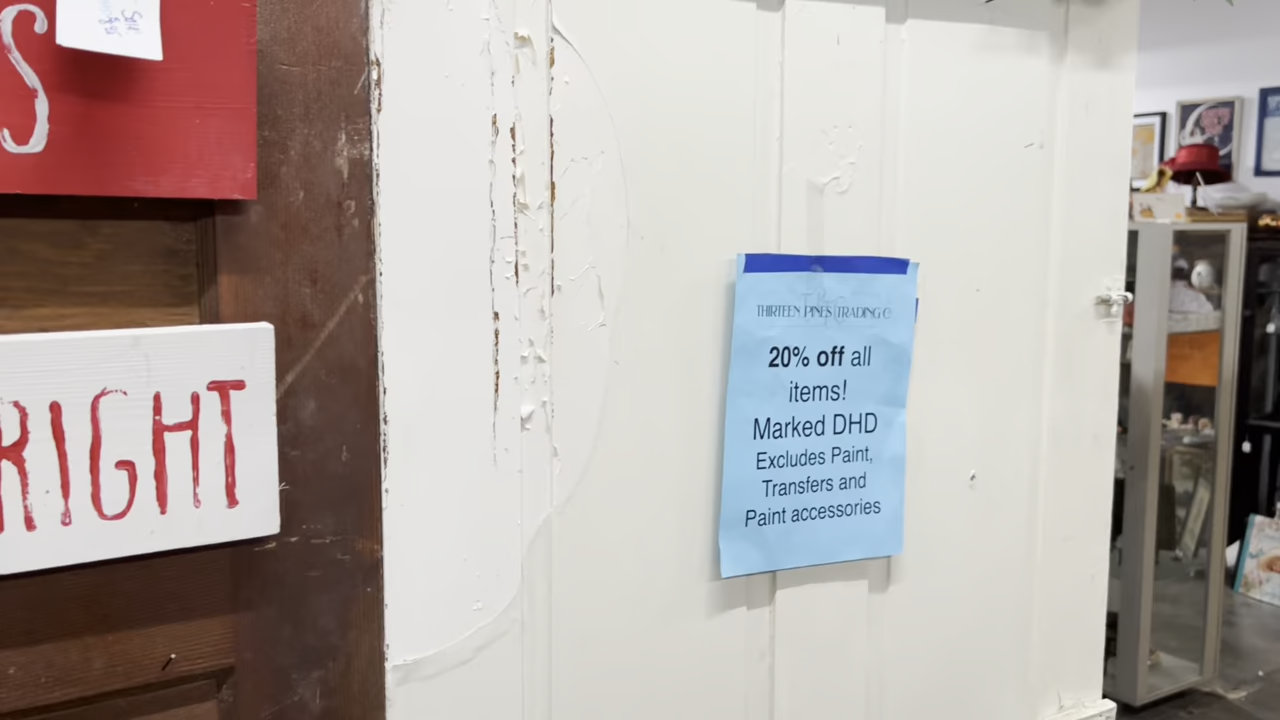 S
RIGHT
THIRTEEN PINES TRADING Co
20% off all
items!
Marked DHD
Excludes Paint,
Transfers and
Paint accessories